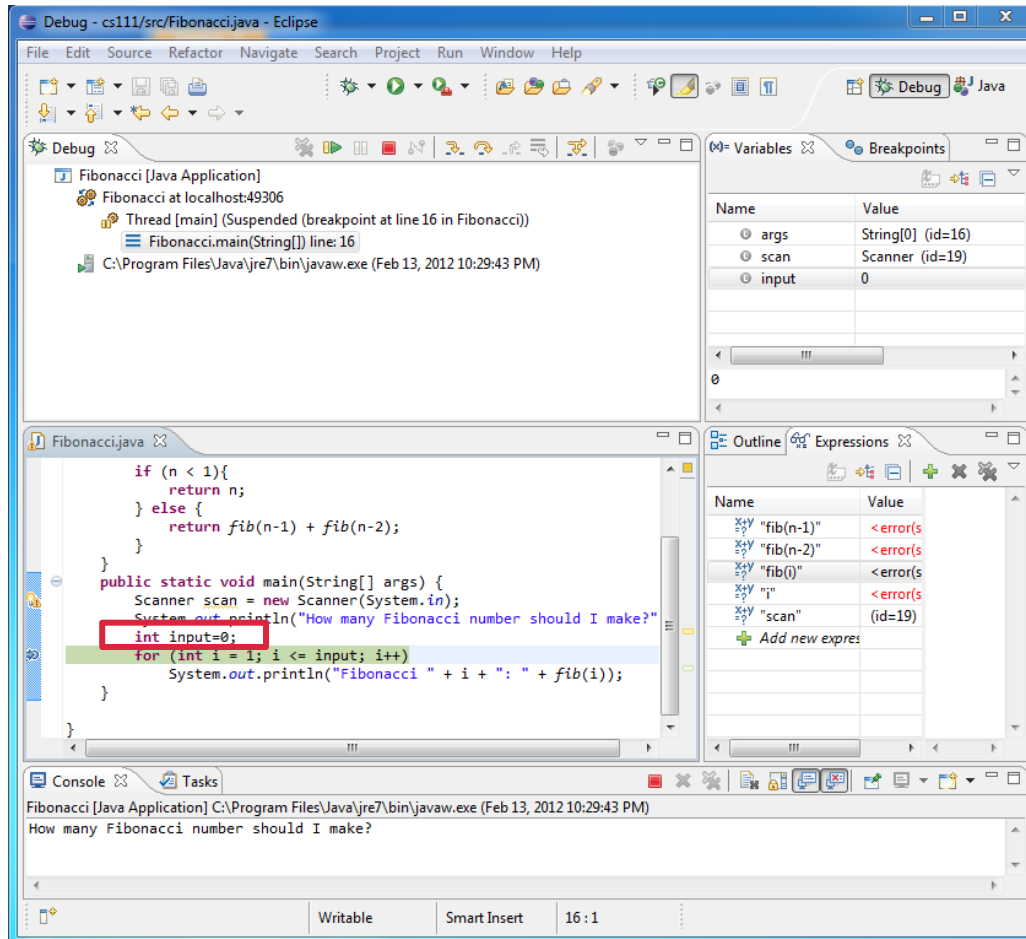 Debug - cs111/src/Fibonacci.java - Eclipse
File Edit Source Refactor Navigate Search Project Run Window Help
Debug Java
Debug
Fibonacci [Java Application]
Fibonacci at localhost:49306
Thread [main] (Suspended (breakpoint at line 16 in Fibonacci))
Fibonacci.main(String[]) line: 16
C:\Program Files\Java\jre7\bin\javaw.exe (Feb 13, 2012 10:29:43 PM)
(x)= Variables Breakpoints
Name Value
args String[0] (id=16)
scan Scanner (id=19)
input 0
0
Fibonacci.java
if (n < 1){
return n;
} else {
return fib(n-1) + fib(n-2);
}
}
public static void main(String[] args) {
Scanner scan = new Scanner(System.in);
System.out.println("How many Fibonacci number should I make?"
int input=0;
for (int i = 1; i <= input; i++)
System.out.println("Fibonacci " + i + ": " + fib(i));
}
}
Outline Expressions
Name Value
"fib(n-1)" <error(s
"fib(n-2)" <error(s
"fib(i)" <error(s
"i" <error(s
"scan" (id=19)
Add new expres
Console Tasks
Fibonacci [Java Application] C:\Program Files\Java\jre7\bin\javaw.exe (Feb 13, 2012 10:29:43 PM)
How many Fibonacci number should I make?
Writable Smart Insert 16 : 1